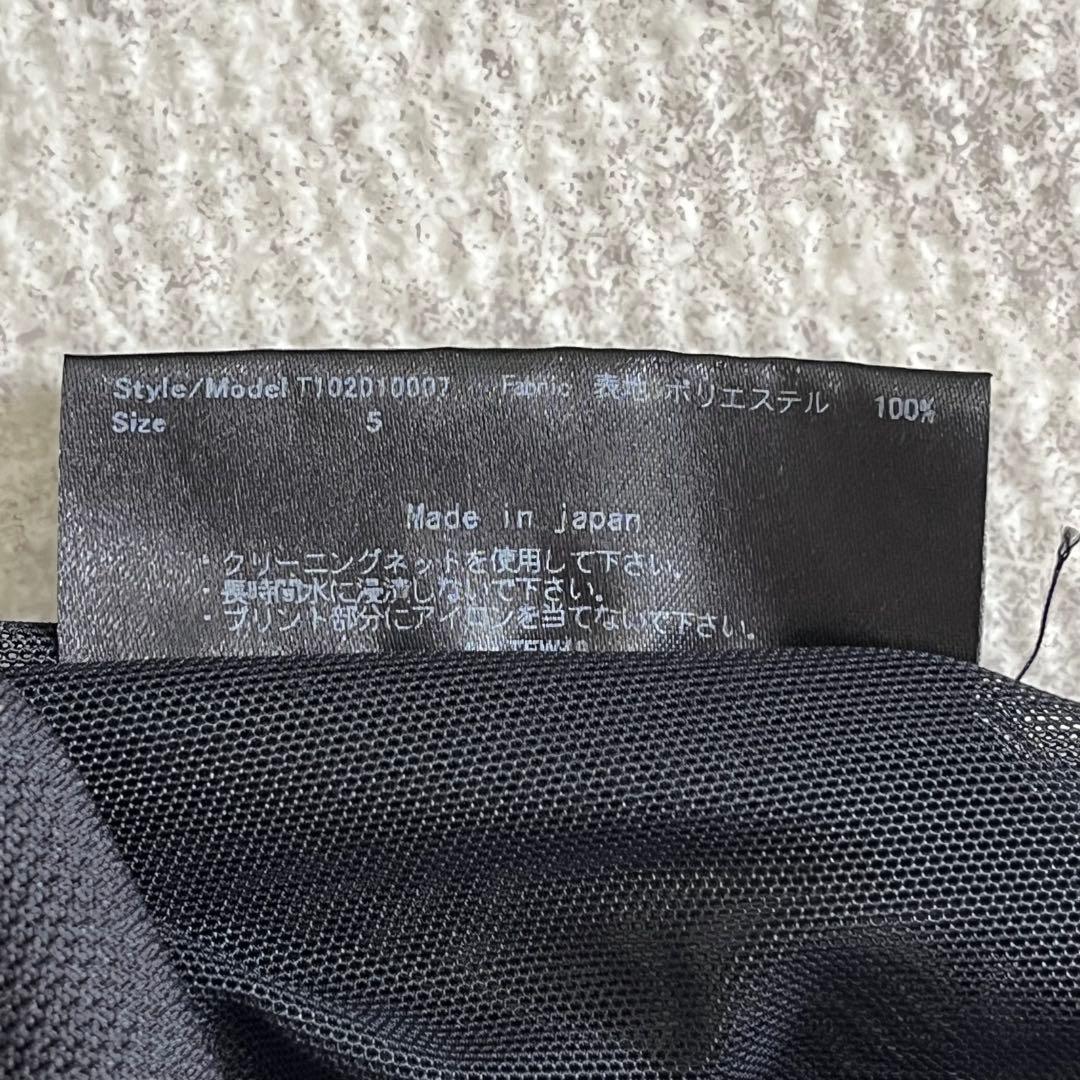 Style/Model T102010007 Fabric 表地 ポリエステル 100%
Size 5
Made in japan
・クリーニングネットを使用して下さい。
・長時間水に浸漬しないで下さい。
・プリント部分にアイロンを当てないで下さい。